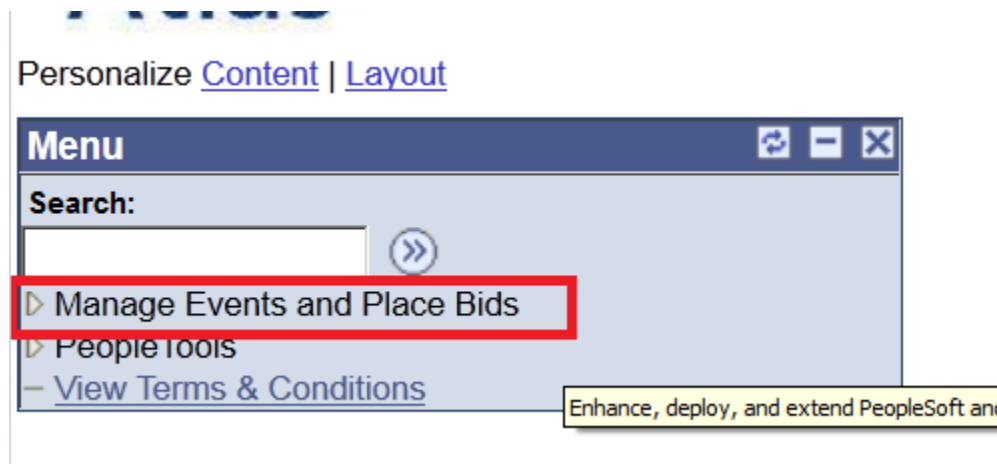 Personalize Content | Layout
Menu
Search:
Manage Events and Place Bids
PeopleTools
View Terms & Conditions
Enhance, deploy, and extend PeopleSoft and